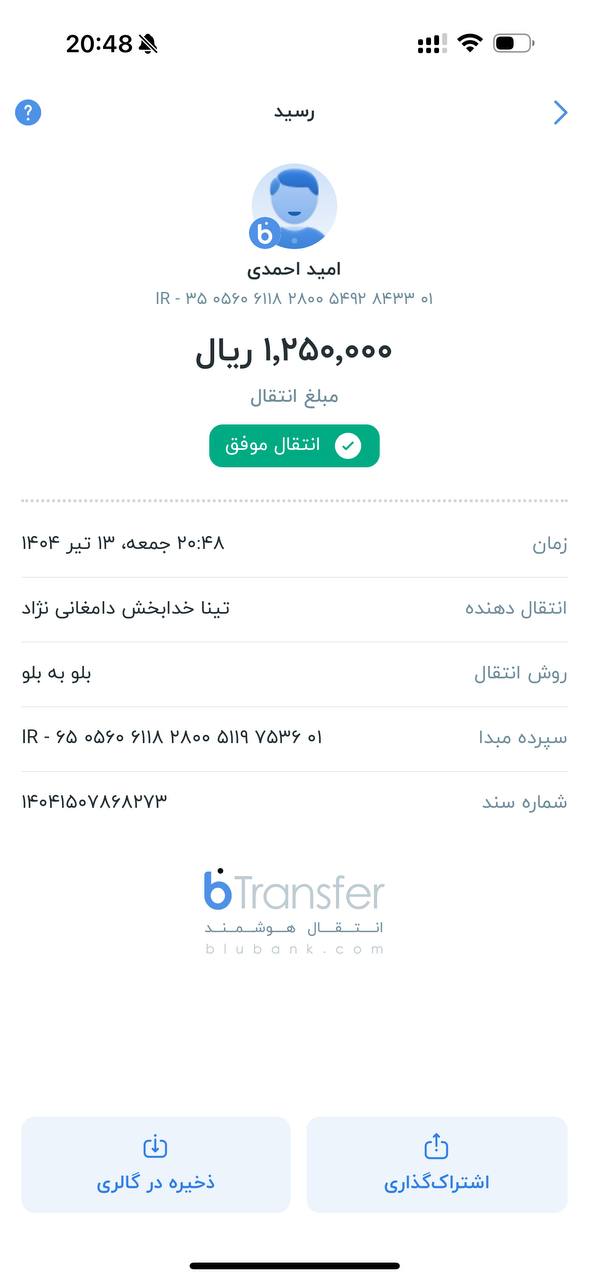 20:48
رسید
?
b
امید احمدی
IR - ۳۵ ۰۵۶۰ ۶۱۱۸ ۲۸۰۰ ۵۴۹۲ ۸۴۳۳ ۰۱
۱,۲۵۰,۰۰۰ ریال
مبلغ انتقال
انتقال موفق
زمان ۲۰:۴۸ جمعه، ۱۳ تیر ۱۴۰۴
انتقال دهنده تینا خدابخش دامغانی نژاد
روش انتقال بلو به بلو
سپرده مبدا IR - ۶۵ ۰۵۶۰ ۶۱۱۸ ۲۸۰۰ ۵۱۱۹ ۷۵۳۶ ۰۱
شماره سند ۱۴۰۴۱۵۰۷۸۶۸۲۷۳
bTransfer
انـتـقـال هـوشـمـنـد
blubank.com
اشتراک‌گذاری ذخیره در گالری